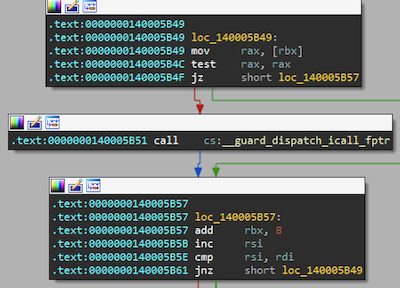 .text:0000000140005B49
.text:0000000140005B49 loc_140005B49:
.text:0000000140005B49 mov rax, [rbx]
.text:0000000140005B4C test rax, rax
.text:0000000140005B4F jz short loc_140005B57
.text:0000000140005B51 call cs:__guard_dispatch_icall_fptr
.text:0000000140005B57
.text:0000000140005B57 loc_140005B57:
.text:0000000140005B57 add rbx, 8
.text:0000000140005B5B inc rsi
.text:0000000140005B5E cmp rsi, rdi
.text:0000000140005B61 jnz short loc_140005B49